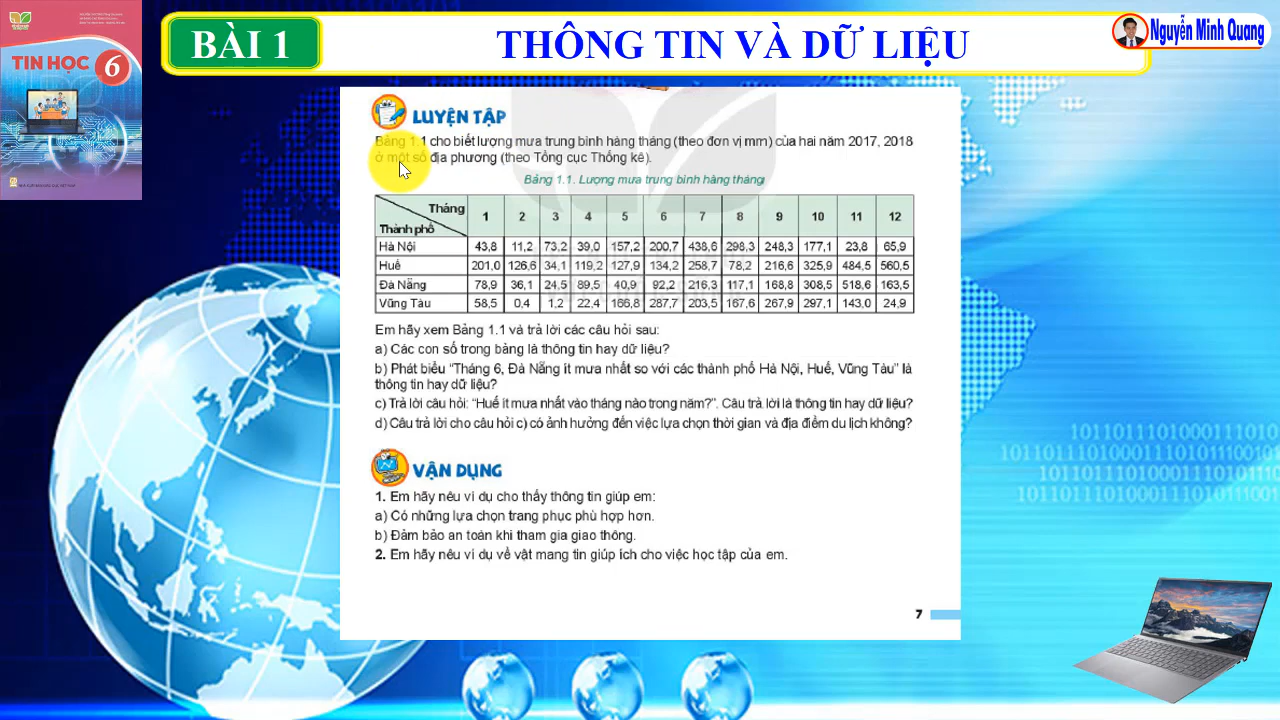 TIN HỌC 6
BÀI 1
THÔNG TIN VÀ DỮ LIỆU
Nguyễn Minh Quang
LUYỆN TẬP
Bảng 1.1 cho biết lượng mưa trung bình hàng tháng (theo đơn vị mm) của hai năm 2017, 2018
ở một số địa phương (theo Tổng cục Thống kê).
Bảng 1.1. Lượng mưa trung bình hàng tháng
Tháng
Thành phố 1 2 3 4 5 6 7 8 9 10 11 12
Hà Nội 43,8 11,2 73,2 39,0 157,2 200,7 438,6 298,3 248,3 177,1 23,8 65,9
Huế 201,0 126,6 34,1 119,2 127,9 134,2 258,7 78,2 216,6 325,9 484,5 560,5
Đà Nẵng 78,9 36,1 24,5 89,5 40,9 92,2 216,3 117,1 168,8 308,5 518,6 163,5
Vũng Tàu 58,5 0,4 1,2 22,4 166,8 287,7 203,5 167,6 267,9 297,1 143,0 24,9
Em hãy xem Bảng 1.1 và trả lời các câu hỏi sau:
a) Các con số trong bảng là thông tin hay dữ liệu?
b) Phát biểu “Tháng 6, Đà Nẵng ít mưa nhất so với các thành phố Hà Nội, Huế, Vũng Tàu” là
thông tin hay dữ liệu?
c) Trả lời câu hỏi: “Huế ít mưa nhất vào tháng nào trong năm?”. Câu trả lời là thông tin hay dữ liệu?
d) Câu trả lời cho câu hỏi c) có ảnh hưởng đến việc lựa chọn thời gian và địa điểm du lịch không?
VẬN DỤNG
1. Em hãy nêu ví dụ cho thấy thông tin giúp em:
a) Có những lựa chọn trang phục phù hợp hơn.
b) Đảm bảo an toàn khi tham gia giao thông.
2. Em hãy nêu ví dụ về vật mang tin giúp ích cho việc học tập của em.
7